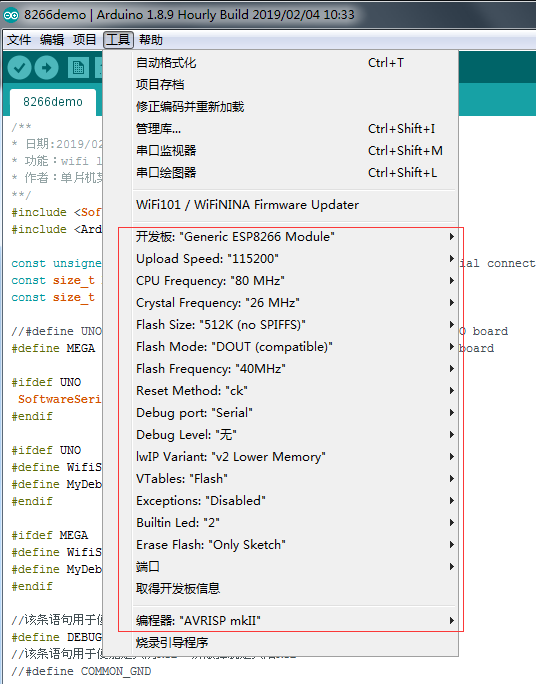 8266demo | Arduino 1.8.9 Hourly Build 2019/02/04 10:33
文件 编辑 项目 工具 帮助
自动格式化 Ctrl+T
项目存档
修正编码并重新加载
管理库... Ctrl+Shift+I
串口监视器 Ctrl+Shift+M
串口绘图器 Ctrl+Shift+L
WiFi101 / WiFiNINA Firmware Updater
开发板: "Generic ESP8266 Module"
Upload Speed: "115200"
CPU Frequency: "80 MHz"
Crystal Frequency: "26 MHz"
Flash Size: "512K (no SPIFFS)"
Flash Mode: "DOUT (compatible)"
Flash Frequency: "40MHz"
Reset Method: "ck"
Debug port: "Serial"
Debug Level: "无"
lwIP Variant: "v2 Lower Memory"
VTables: "Flash"
Exceptions: "Disabled"
Builtin Led: "2"
Erase Flash: "Only Sketch"
端口
取得开发板信息
编程器: "AVRISP mkII"
烧录引导程序
8266demo
/**
* 日期:2019/02
* 功能：wifi l
* 作者：单片机
**/
#include <Sof
#include <Ard
const unsigne ial connect
const size_t
const size_t
//#define UNO O board
#define MEGA board
#ifdef UNO
SoftwareSeri
#endif
#ifdef UNO
#define WifiS
#define MyDeb
#endif
#ifdef MEGA
#define WifiS
#define MyDeb
#endif
//该条语句用于
#define DEBUG
//该条语句用于
//#define COMMON_GND